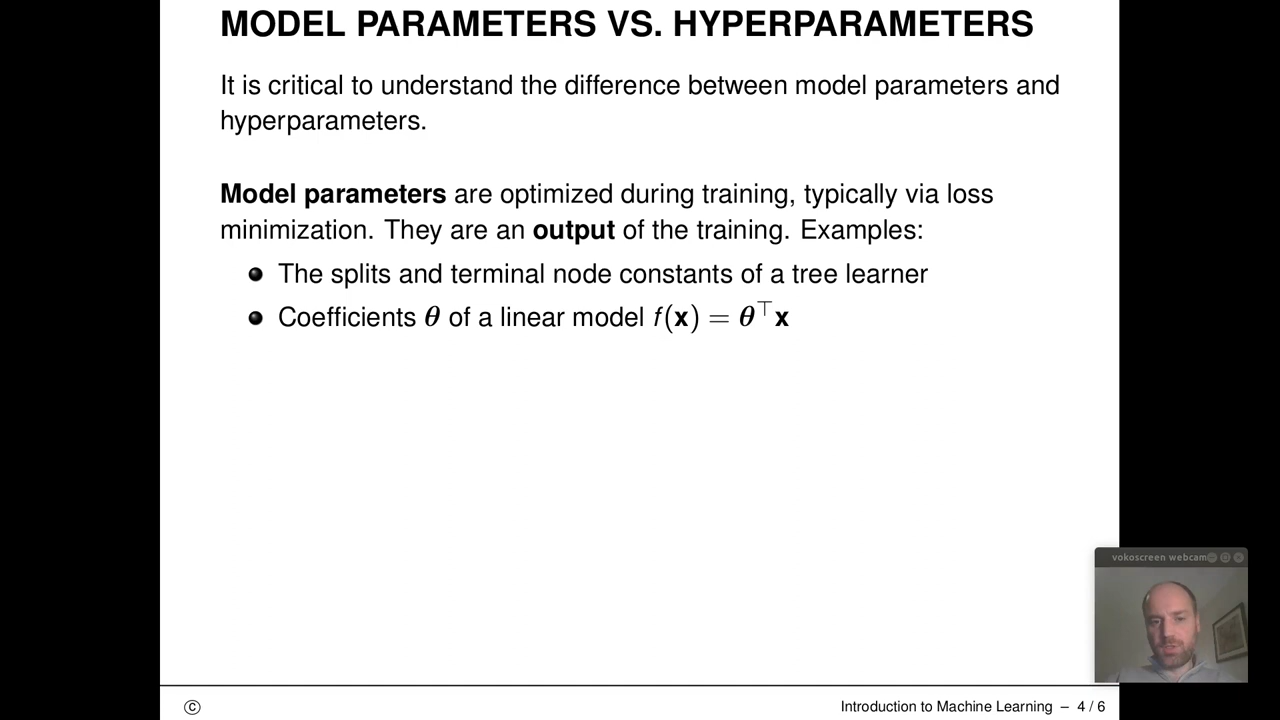 MODEL PARAMETERS VS. HYPERPARAMETERS
It is critical to understand the difference between model parameters and
hyperparameters.
Model parameters are optimized during training, typically via loss
minimization. They are an output of the training. Examples:
The splits and terminal node constants of a tree learner
Coefficients θ of a linear model f(x) = θ⊤x
vokoscreen webcam
© Introduction to Machine Learning – 4 / 6